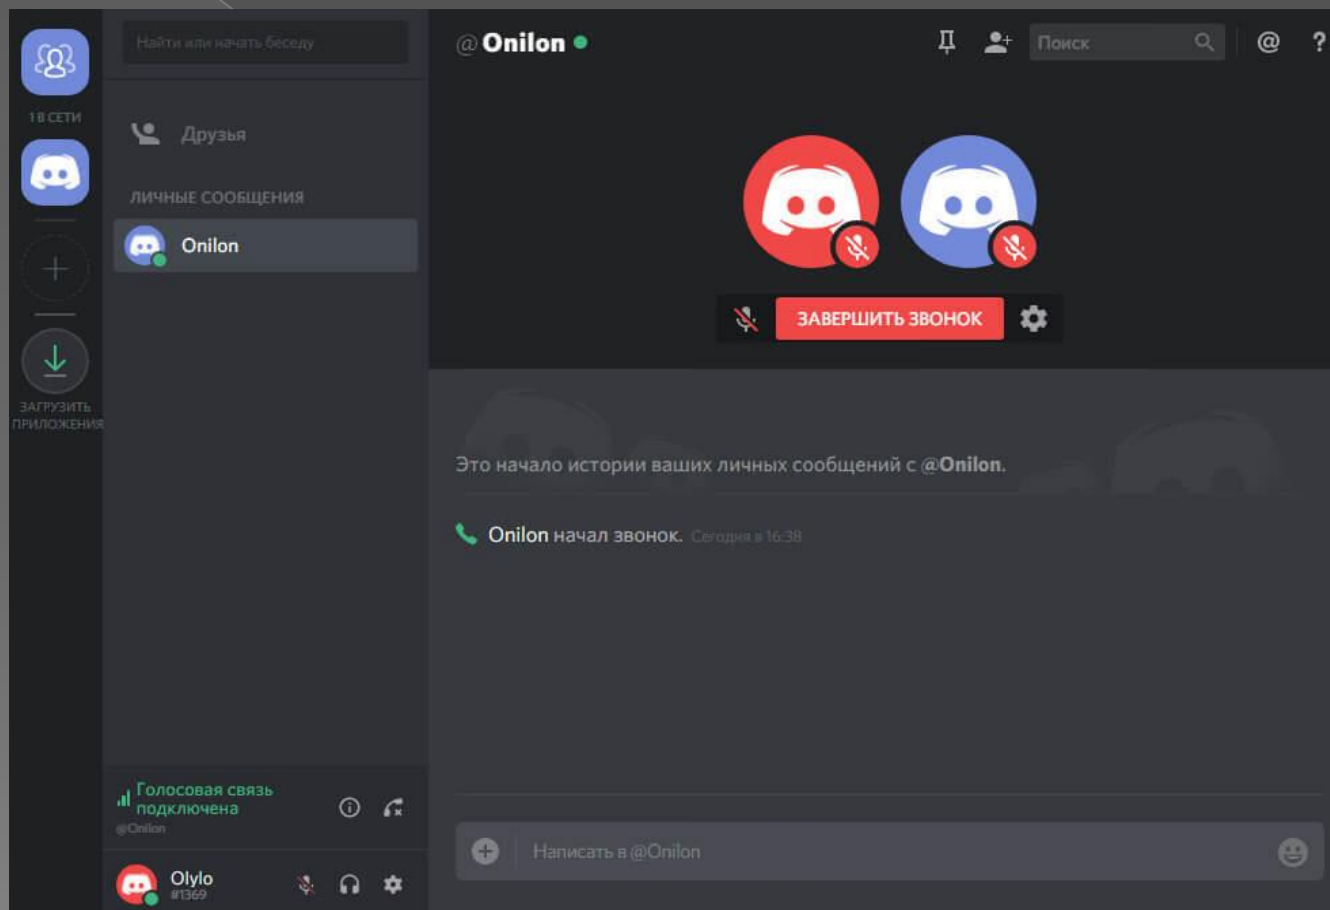 1 В СЕТИ
ЗАГРУЗИТЬ
ПРИЛОЖЕНИЯ
Найти или начать беседу
Друзья
ЛИЧНЫЕ СООБЩЕНИЯ
Onilon
Голосовая связь
подключена
@Onilon
Olylo
#1369
@Onilon
Поиск
@ ?
ЗАВЕРШИТЬ ЗВОНОК
Это начало истории ваших личных сообщений с @Onilon.
Onilon начал звонок. Сегодня в 16:38
Написать в @Onilon